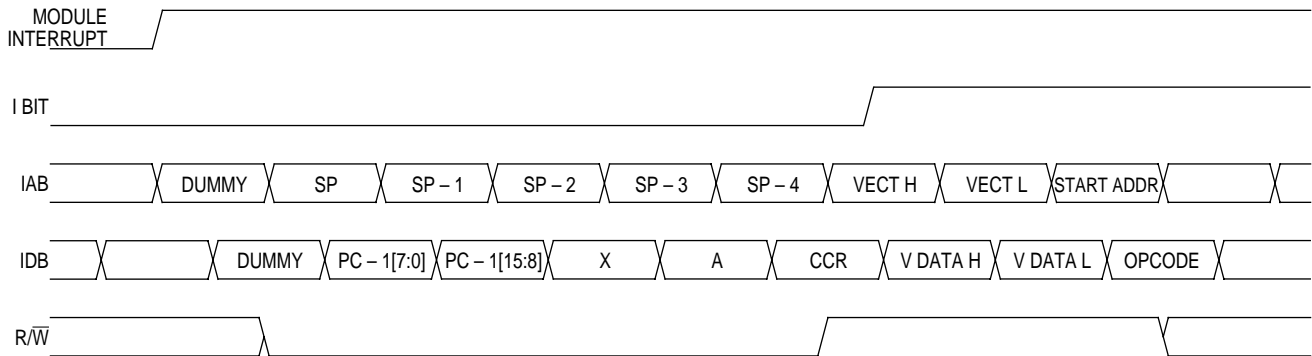 MODULE
INTERRUPT
I BIT
IAB DUMMY SP SP – 1 SP – 2 SP – 3 SP – 4 VECT H VECT L START ADDR
IDB DUMMY PC – 1[7:0] PC – 1[15:8] X A CCR V DATA H V DATA L OPCODE
R/W̅